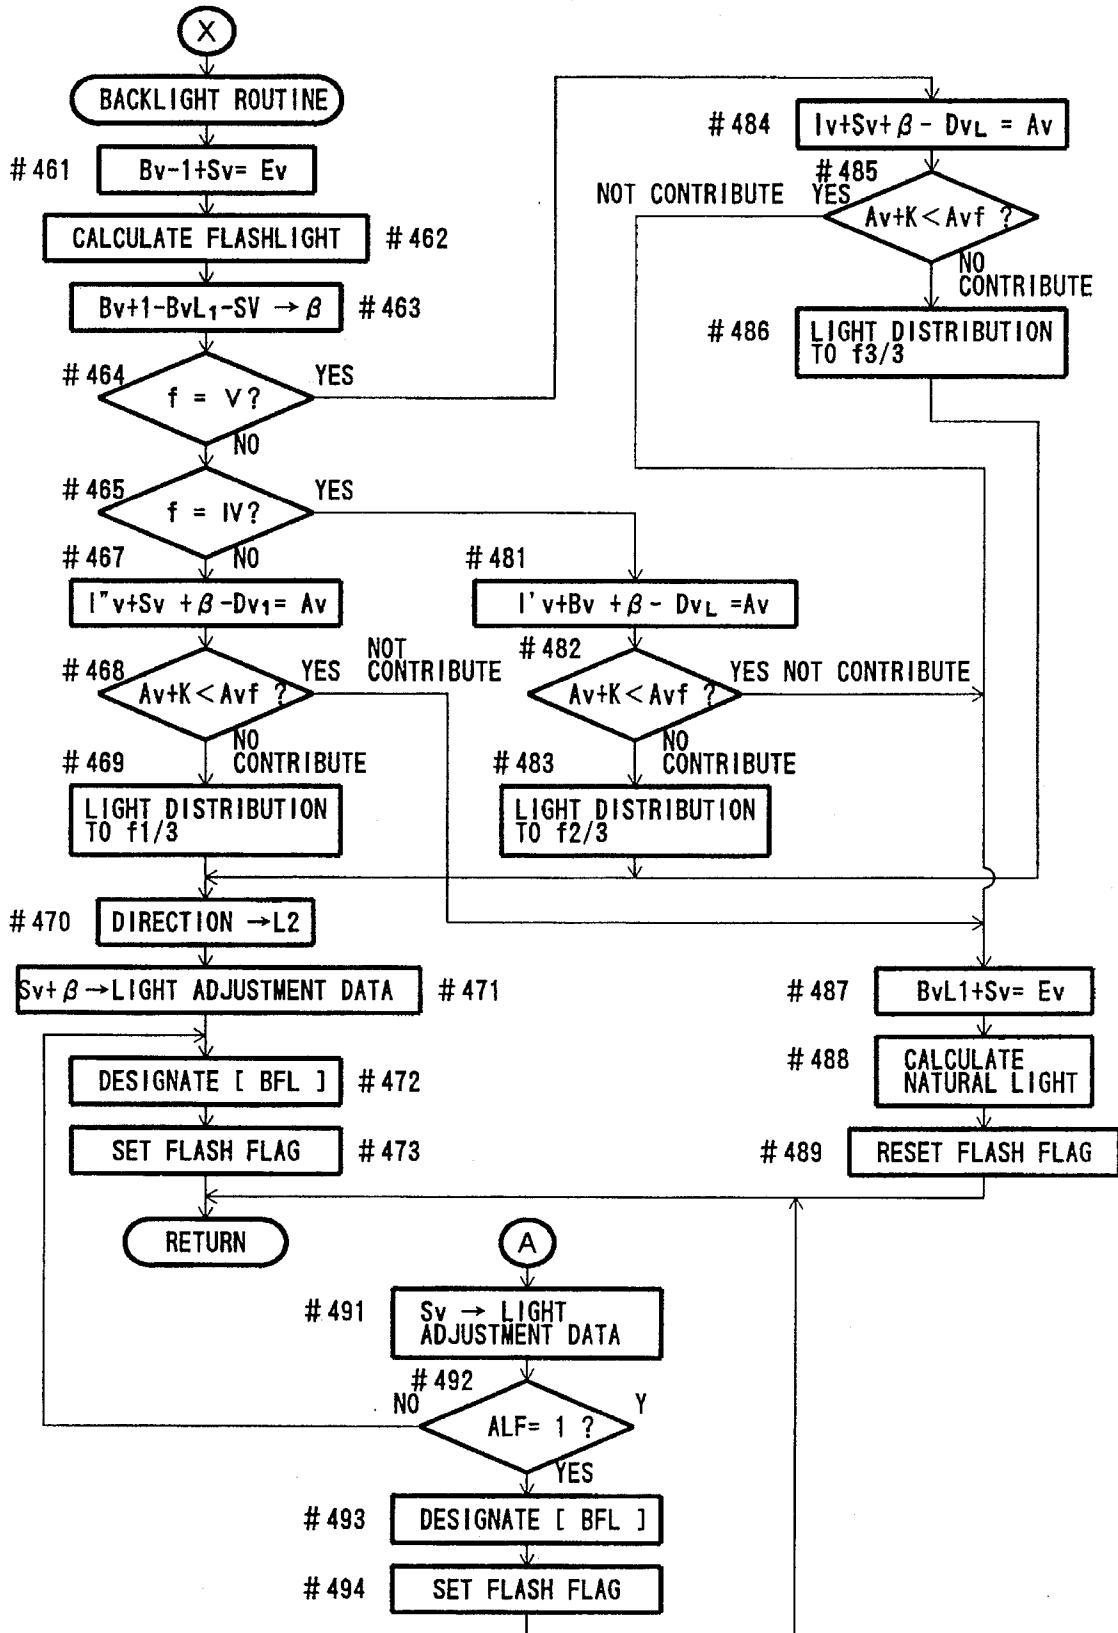 X
BACKLIGHT ROUTINE
#461
Bv-1+Sv= Ev
CALCULATE FLASHLIGHT
#462
Bv+1-BvL1-SV → β
#463
#464
f = V?
YES
NO
#465
f = IV?
YES
NO
#467
I"v+Sv +β-Dv1= Av
#468
Av+K<Avf ?
YES
NOT
CONTRIBUTE
NO
CONTRIBUTE
#469
LIGHT DISTRIBUTION
TO f1/3
#470
DIRECTION →L2
Sv+β→LIGHT ADJUSTMENT DATA
#471
DESIGNATE [ BFL ]
#472
SET FLASH FLAG
#473
RETURN
#481
I'v+Bv +β- DvL =Av
#482
Av+K<Avf ?
YES NOT CONTRIBUTE
NO
CONTRIBUTE
#483
LIGHT DISTRIBUTION
TO f2/3
#484
Iv+Sv+β- DvL = Av
#485
NOT CONTRIBUTE YES
Av+K<Avf ?
NO
CONTRIBUTE
#486
LIGHT DISTRIBUTION
TO f3/3
#487
BvL1+Sv= Ev
#488
CALCULATE
NATURAL LIGHT
#489
RESET FLASH FLAG
A
#491
Sv → LIGHT
ADJUSTMENT DATA
#492
NO
Y
ALF= 1 ?
YES
#493
DESIGNATE [ BFL ]
#494
SET FLASH FLAG